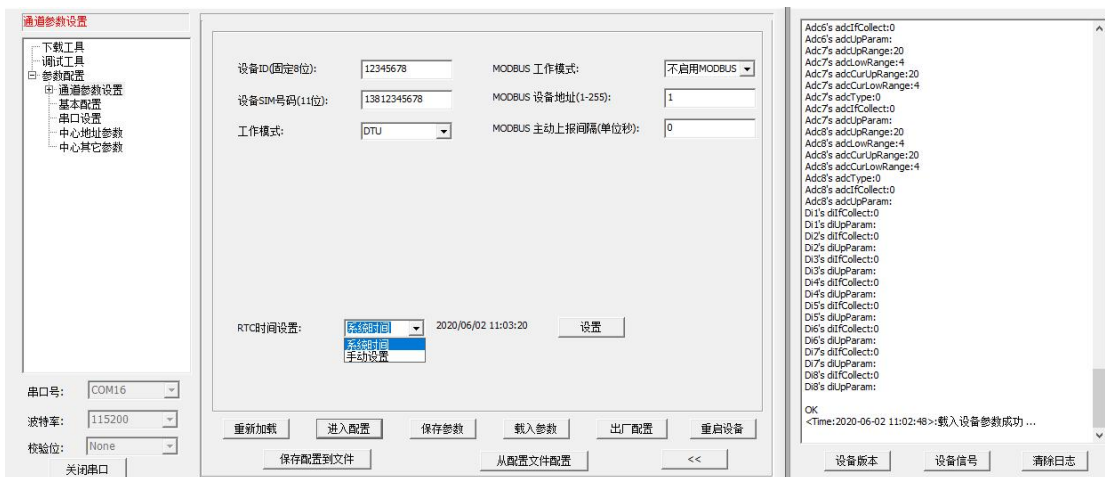 通道参数设置
下载工具
调试工具
参数配置
通道参数设置
基本配置
串口设置
中心地址参数
中心其它参数
串口号: COM16
波特率: 115200
校验位: None
关闭串口
设备ID(固定8位): 12345678
MODBUS 工作模式: 不启用MODBUS
设备SIM号码(11位): 13812345678
MODBUS 设备地址(1-255): 1
工作模式: DTU
MODBUS 主动上报间隔(单位秒): 0
RTC时间设置: 系统时间 2020/06/02 11:03:20 设置
系统时间
手动设置
重新加载 进入配置 保存参数 载入参数 出厂配置 重启设备
保存配置到文件 从配置文件配置 <<
Adc6's adcIfCollect:0
Adc6's adcUpParam:
Adc7's adcUpRange:20
Adc7's adcLowRange:4
Adc7's adcCurUpRange:20
Adc7's adcCurLowRange:4
Adc7's adcType:0
Adc7's adcIfCollect:0
Adc7's adcUpParam:
Adc8's adcUpRange:20
Adc8's adcLowRange:4
Adc8's adcCurUpRange:20
Adc8's adcCurLowRange:4
Adc8's adcType:0
Adc8's adcIfCollect:0
Adc8's adcUpParam:
Di1's diIfCollect:0
Di1's diUpParam:
Di2's diIfCollect:0
Di2's diUpParam:
Di3's diIfCollect:0
Di3's diUpParam:
Di4's diIfCollect:0
Di4's diUpParam:
Di5's diIfCollect:0
Di5's diUpParam:
Di6's diIfCollect:0
Di6's diUpParam:
Di7's diIfCollect:0
Di7's diUpParam:
Di8's diIfCollect:0
Di8's diUpParam:
OK
<Time:2020-06-02 11:02:48>:载入设备参数成功 ...
设备版本 设备信号 清除日志